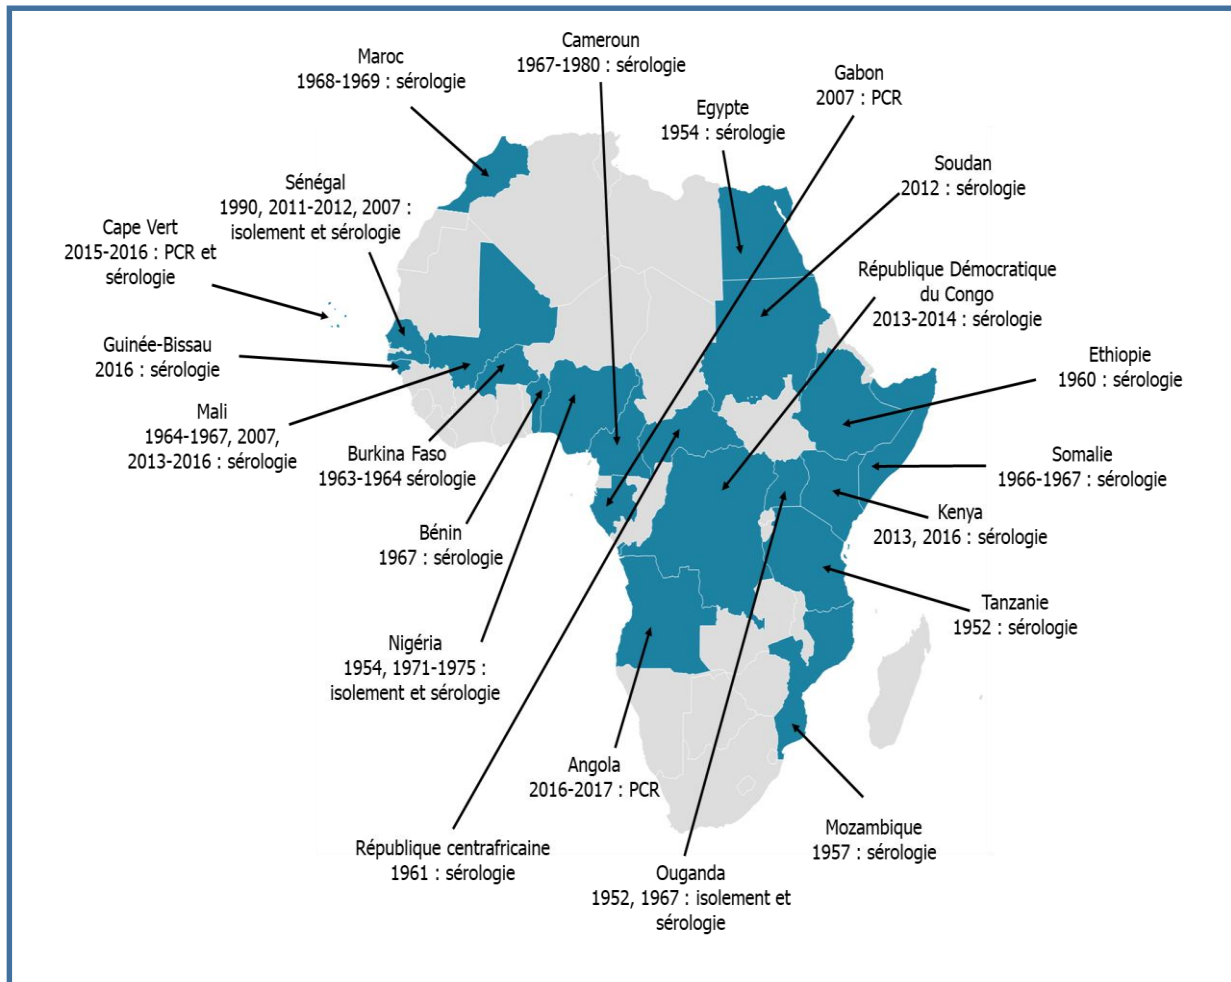 Cameroun
1967-1980 : sérologie
Maroc
1968-1969 : sérologie
Gabon
2007 : PCR
Egypte
1954 : sérologie
Soudan
2012 : sérologie
Sénégal
1990, 2011-2012, 2007 :
isolement et sérologie
Cape Vert
2015-2016 : PCR et
sérologie
République Démocratique
du Congo
2013-2014 : sérologie
Guinée-Bissau
2016 : sérologie
Ethiopie
1960 : sérologie
Mali
1964-1967, 2007,
2013-2016 : sérologie
Burkina Faso
1963-1964 sérologie
Somalie
1966-1967 : sérologie
Kenya
2013, 2016 : sérologie
Bénin
1967 : sérologie
Tanzanie
1952 : sérologie
Nigéria
1954, 1971-1975 :
isolement et sérologie
Angola
2016-2017 : PCR
Mozambique
1957 : sérologie
République centrafricaine
1961 : sérologie
Ouganda
1952, 1967 : isolement et
sérologie